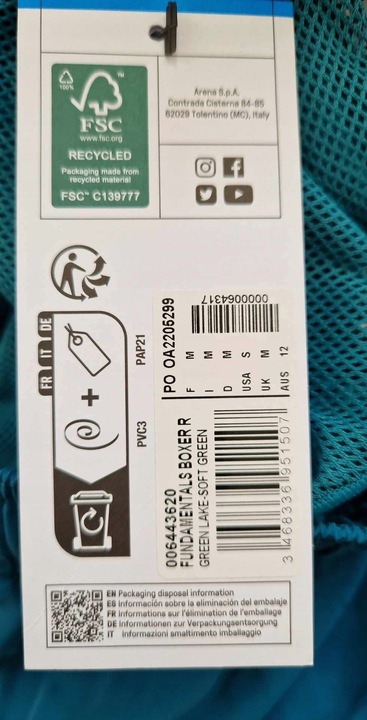 100%
FSC
www.fsc.org
RECYCLED
Packaging made from
recycled material
FSC™ C139777
Arena S.p.A.
Contrada Cisterna 84-85
62029 Tolentino (MC), Italy
FR IT DE
PAP21
PVC3
006443620
FUNDAMENTALS BOXER R
GREEN LAKE-SOFT GREEN
3468336951507
PO OA2206299
F M
I M
D M
USA S
UK M
AUS 12
0000064317
EN Packaging disposal information
ES Información sobre la eliminación del embalaje
FR Informations sur l'élimination de l'emballage
DE Informationen zur Verpackungsentsorgung
IT Informazioni smaltimento imballaggio